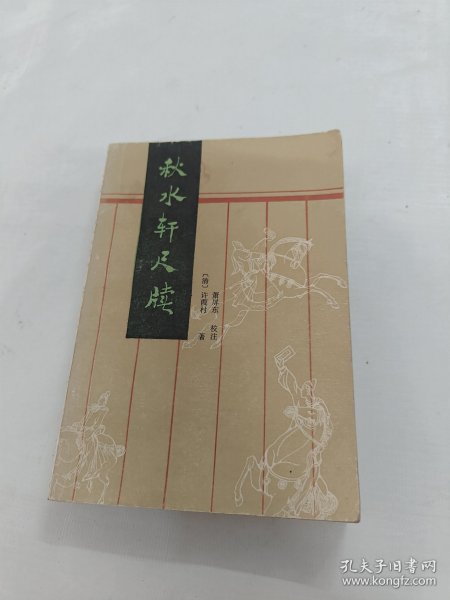 秋水轩尺牍
〔清〕许葭村 著
萧屏东 校注
孔夫子旧书网
www.kongfz.com